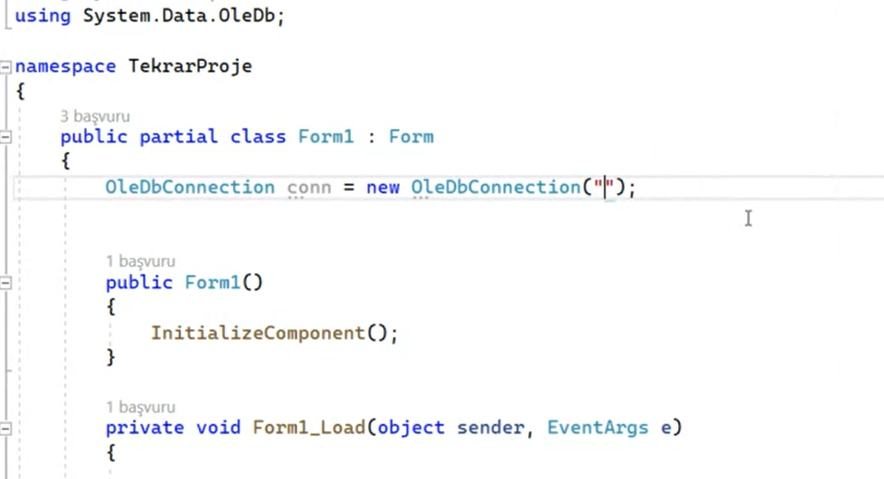 using System.Data.OleDb;
namespace TekrarProje
{
3 başvuru
public partial class Form1 : Form
{
OleDbConnection conn = new OleDbConnection("");
1 başvuru
public Form1()
{
InitializeComponent();
}
1 başvuru
private void Form1_Load(object sender, EventArgs e)
{